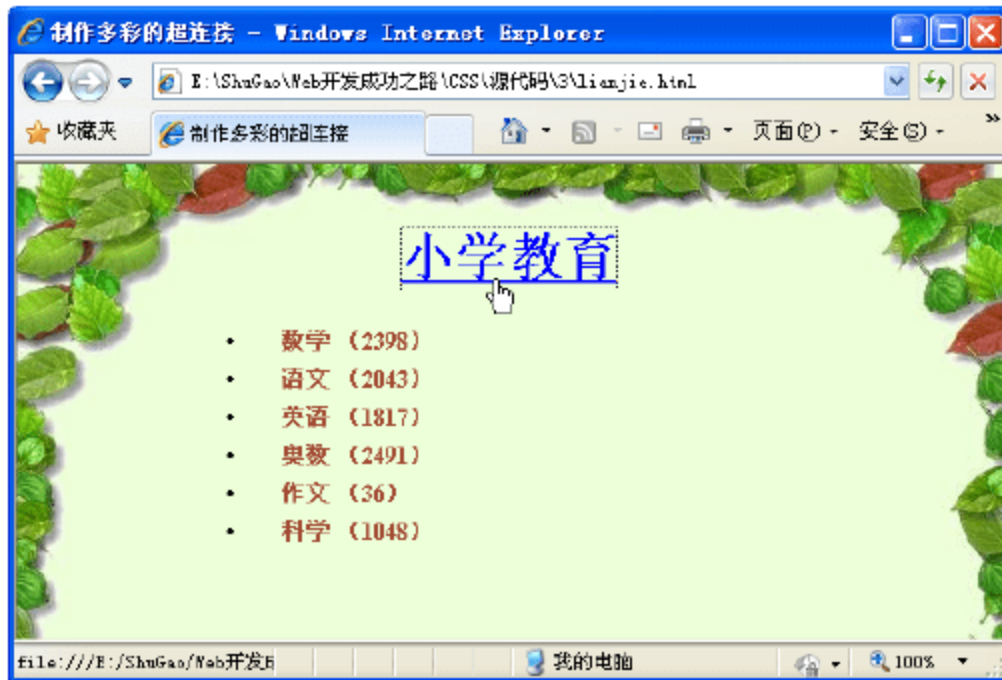 制作多彩的超连接 - Windows Internet Explorer
E:\ShuGao\Web开发成功之路\CSS\源代码\3\lianjie.html
收藏夹 制作多彩的超连接 页面(P) 安全(S) »
小学教育
• 数学 (2398)
• 语文 (2043)
• 英语 (1817)
• 奥数 (2491)
• 作文 (36)
• 科学 (1048)
file:///E:/ShuGao/Web开发 我的电脑 100%